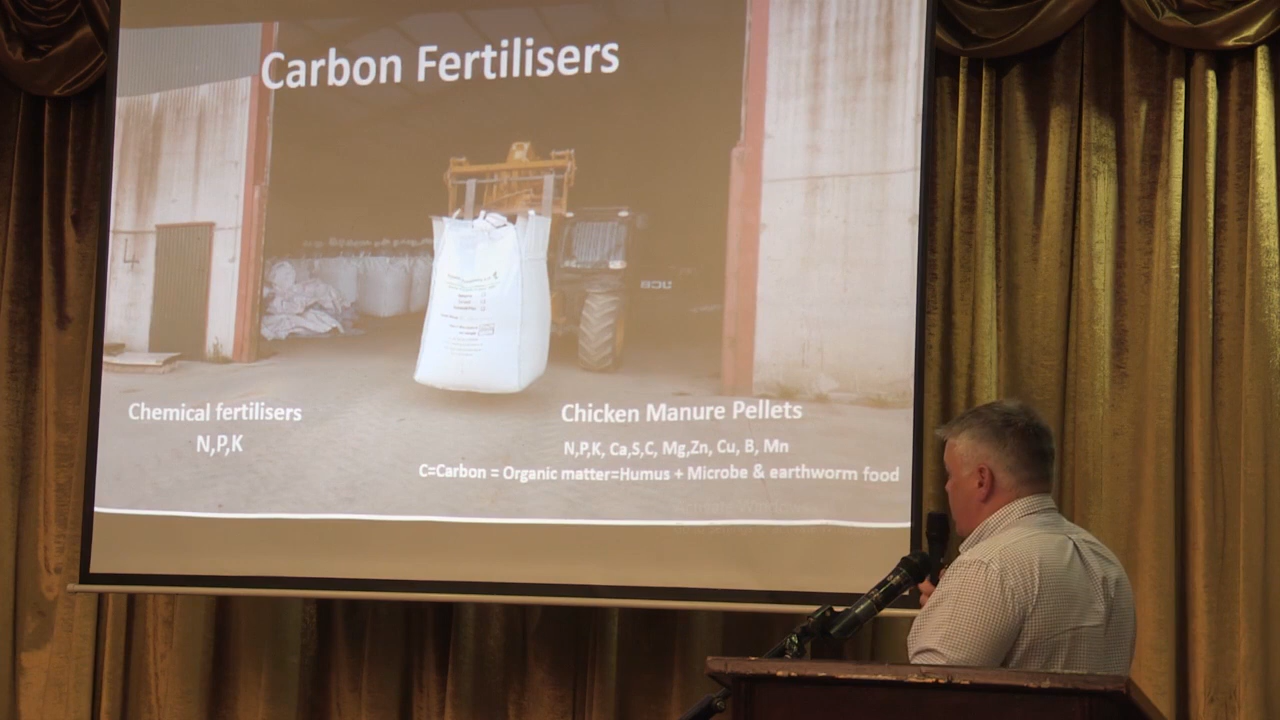 Carbon Fertilisers
Chemical fertilisers
N,P,K
Chicken Manure Pellets
N,P,K, Ca,S,C, Mg,Zn, Cu, B, Mn
C=Carbon = Organic matter=Humus + Microbe & earthworm food